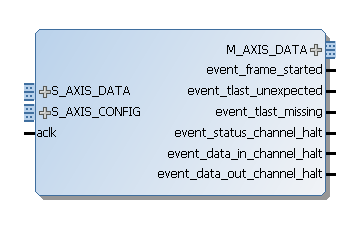 M_AXIS_DATA
event_frame_started
S_AXIS_DATA
event_tlast_unexpected
S_AXIS_CONFIG
event_tlast_missing
aclk
event_status_channel_halt
event_data_in_channel_halt
event_data_out_channel_halt